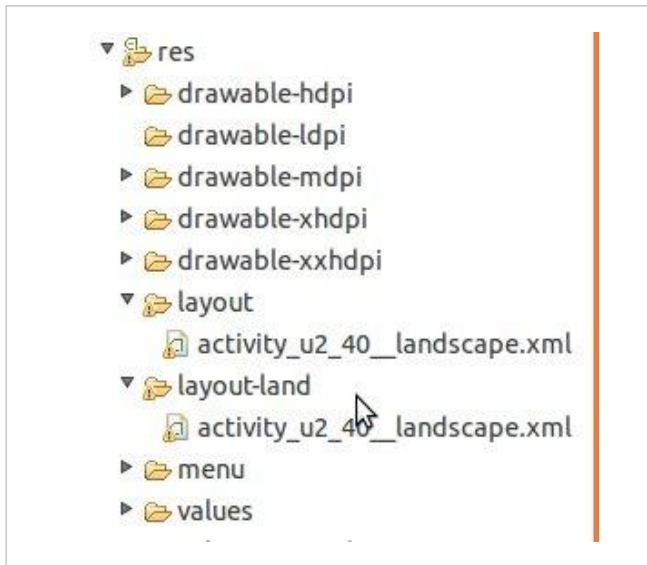 res
drawable-hdpi
drawable-ldpi
drawable-mdpi
drawable-xhdpi
drawable-xxhdpi
layout
activity_u2_40__landscape.xml
layout-land
activity_u2_40__landscape.xml
menu
values